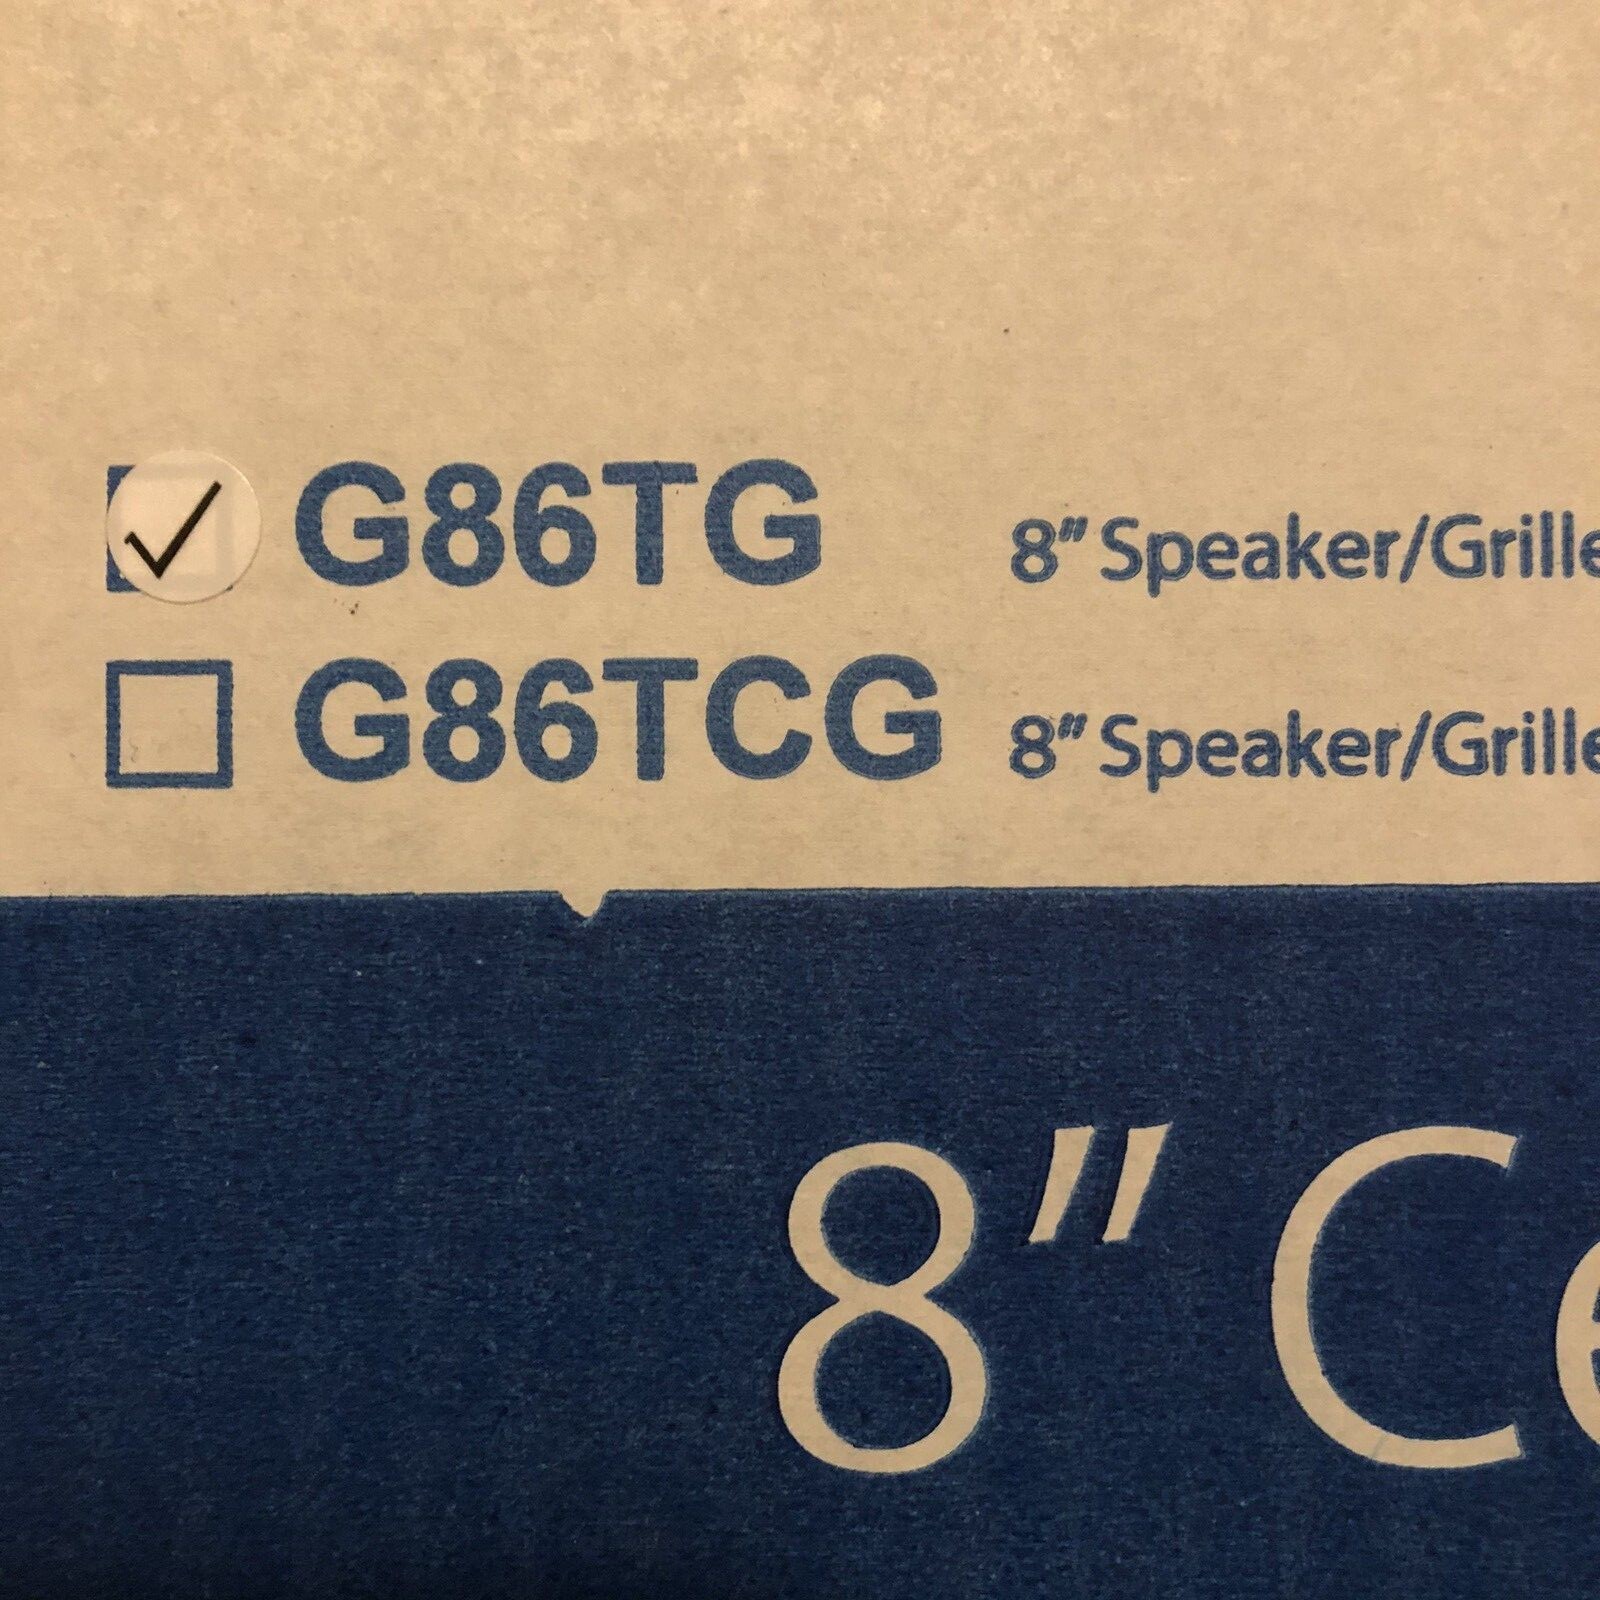 G86TG 8" Speaker/Grille
G86TCG 8" Speaker/Grille
8" Ce